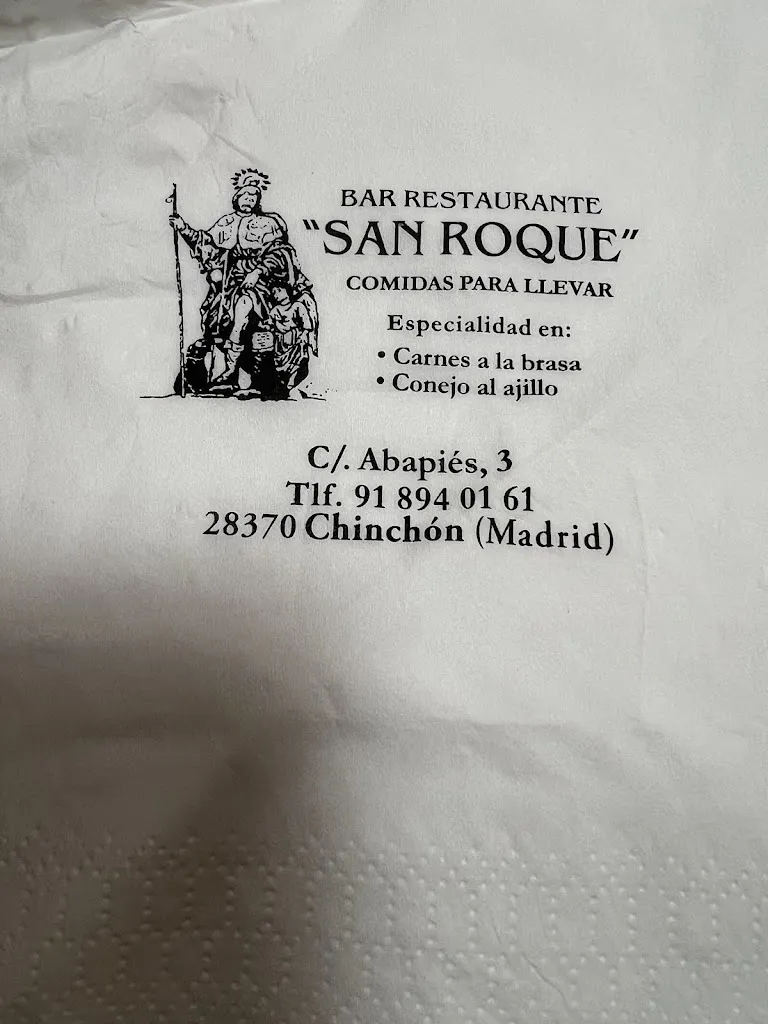 BAR RESTAURANTE
"SAN ROQUE"
COMIDAS PARA LLEVAR
Especialidad en:
• Carnes a la brasa
• Conejo al ajillo
C/. Abapiés, 3
Tlf. 91 894 01 61
28370 Chinchón (Madrid)